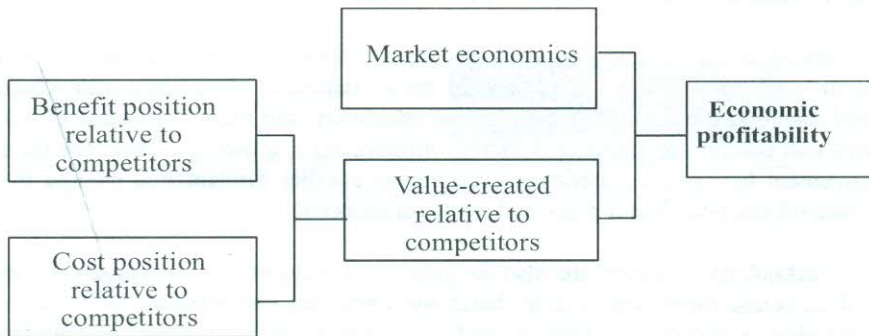 Market economics
Benefit position
relative to
competitors
Economic
profitability
Value-created
relative to
competitors
Cost position
relative to
competitors